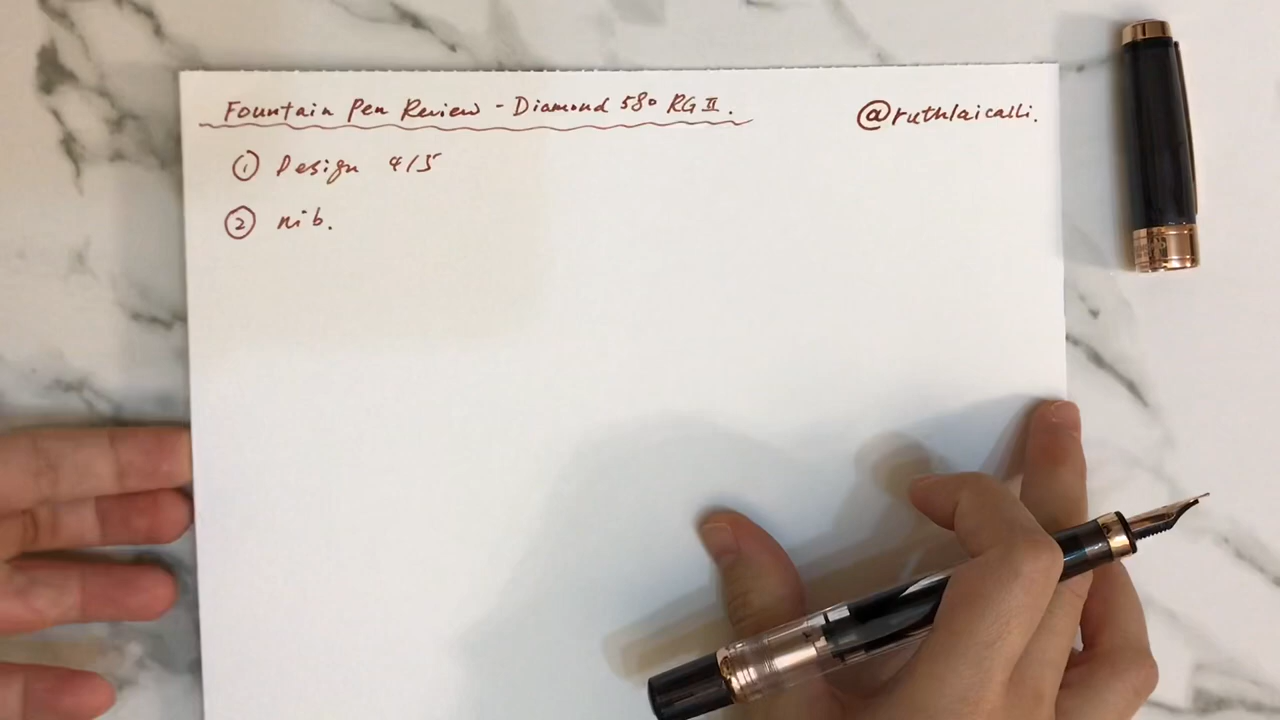 Fountain Pen Review - Diamond 580 RG II.
@ruthlaicalli.
① Design 4/5
② nib.